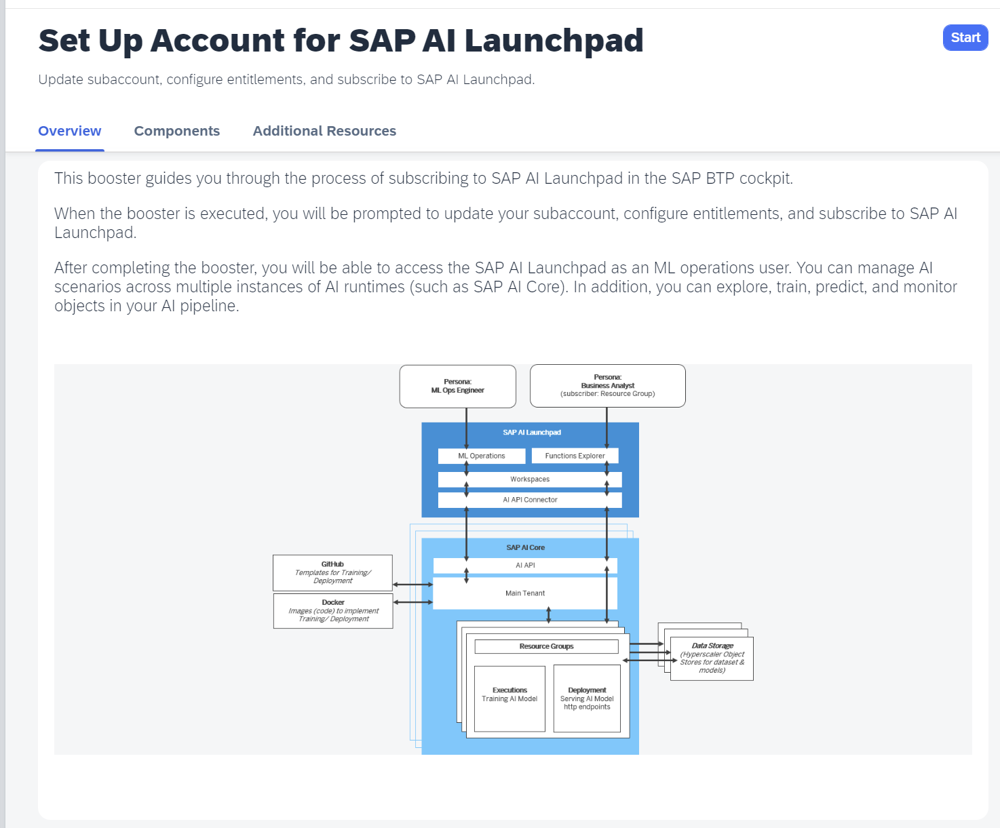 Set Up Account for SAP AI Launchpad
Start
Update subaccount, configure entitlements, and subscribe to SAP AI Launchpad.
Overview
Components
Additional Resources
This booster guides you through the process of subscribing to SAP AI Launchpad in the SAP BTP cockpit.
When the booster is executed, you will be prompted to update your subaccount, configure entitlements, and subscribe to SAP AI
Launchpad.
After completing the booster, you will be able to access the SAP AI Launchpad as an ML operations user. You can manage AI
scenarios across multiple instances of AI runtimes (such as SAP AI Core). In addition, you can explore, train, predict, and monitor
objects in your AI pipeline.
Persona:
ML Ops Engineer
Persona:
Business Analyst
(subscriber: Resource Group)
SAP AI Launchpad
ML Operations
Functions Explorer
Workspaces
AI API Connector
SAP AI Core
AI API
Main Tenant
GitHub
Templates for Training/
Deployment
Docker
Images (code) to implement
Training/ Deployment
Resource Groups
Executions
Training AI Model
Deployment
Serving AI Model
http endpoints
Data Storage
(Hyperscaler Object
Stores for dataset &
models)